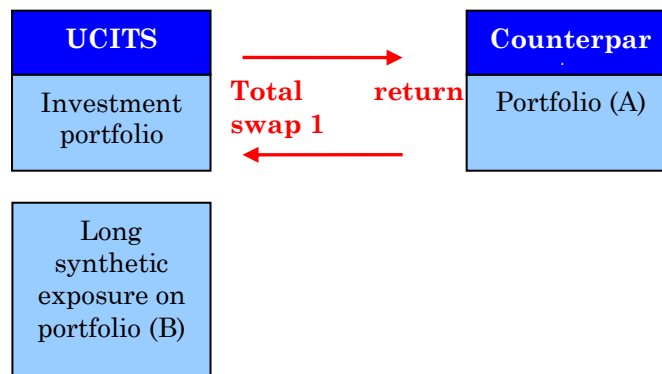 UCITS
Investment
portfolio
Total return
swap 1
Counterpar
Portfolio (A)
Long
synthetic
exposure on
portfolio (B)